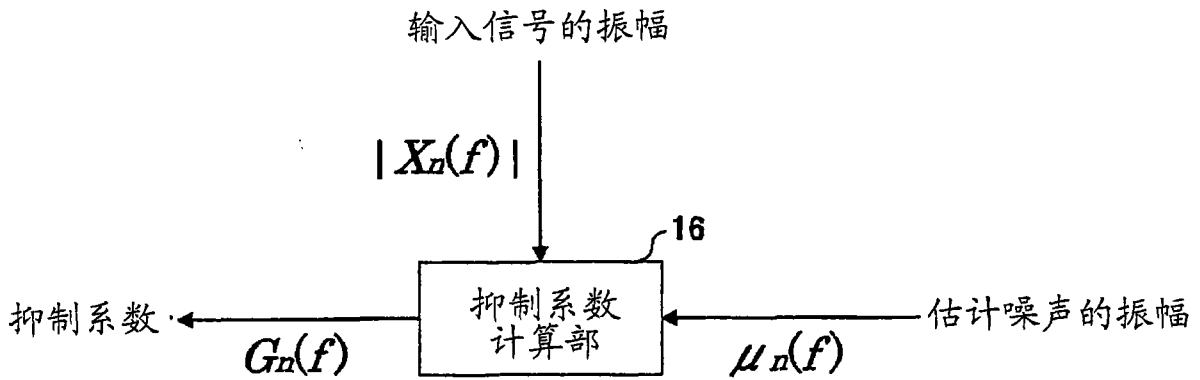 输入信号的振幅
|Xn(f)|
16
抑制系数
抑制系数
计算部
估计噪声的振幅
Gn(f)
μn(f)